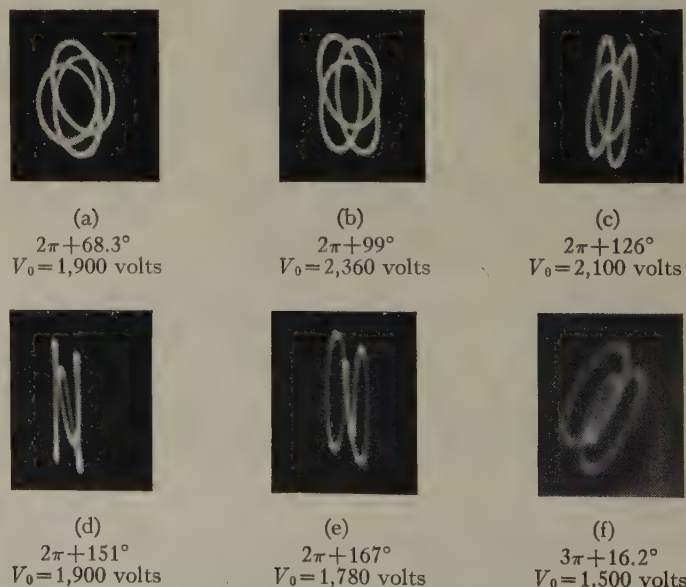 (a)
2π+68.3°
V₀=1,900 volts
(b)
2π+99°
V₀=2,360 volts
(c)
2π+126°
V₀=2,100 volts
(d)
2π+151°
V₀=1,900 volts
(e)
2π+167°
V₀=1,780 volts
(f)
3π+16.2°
V₀=1,500 volts